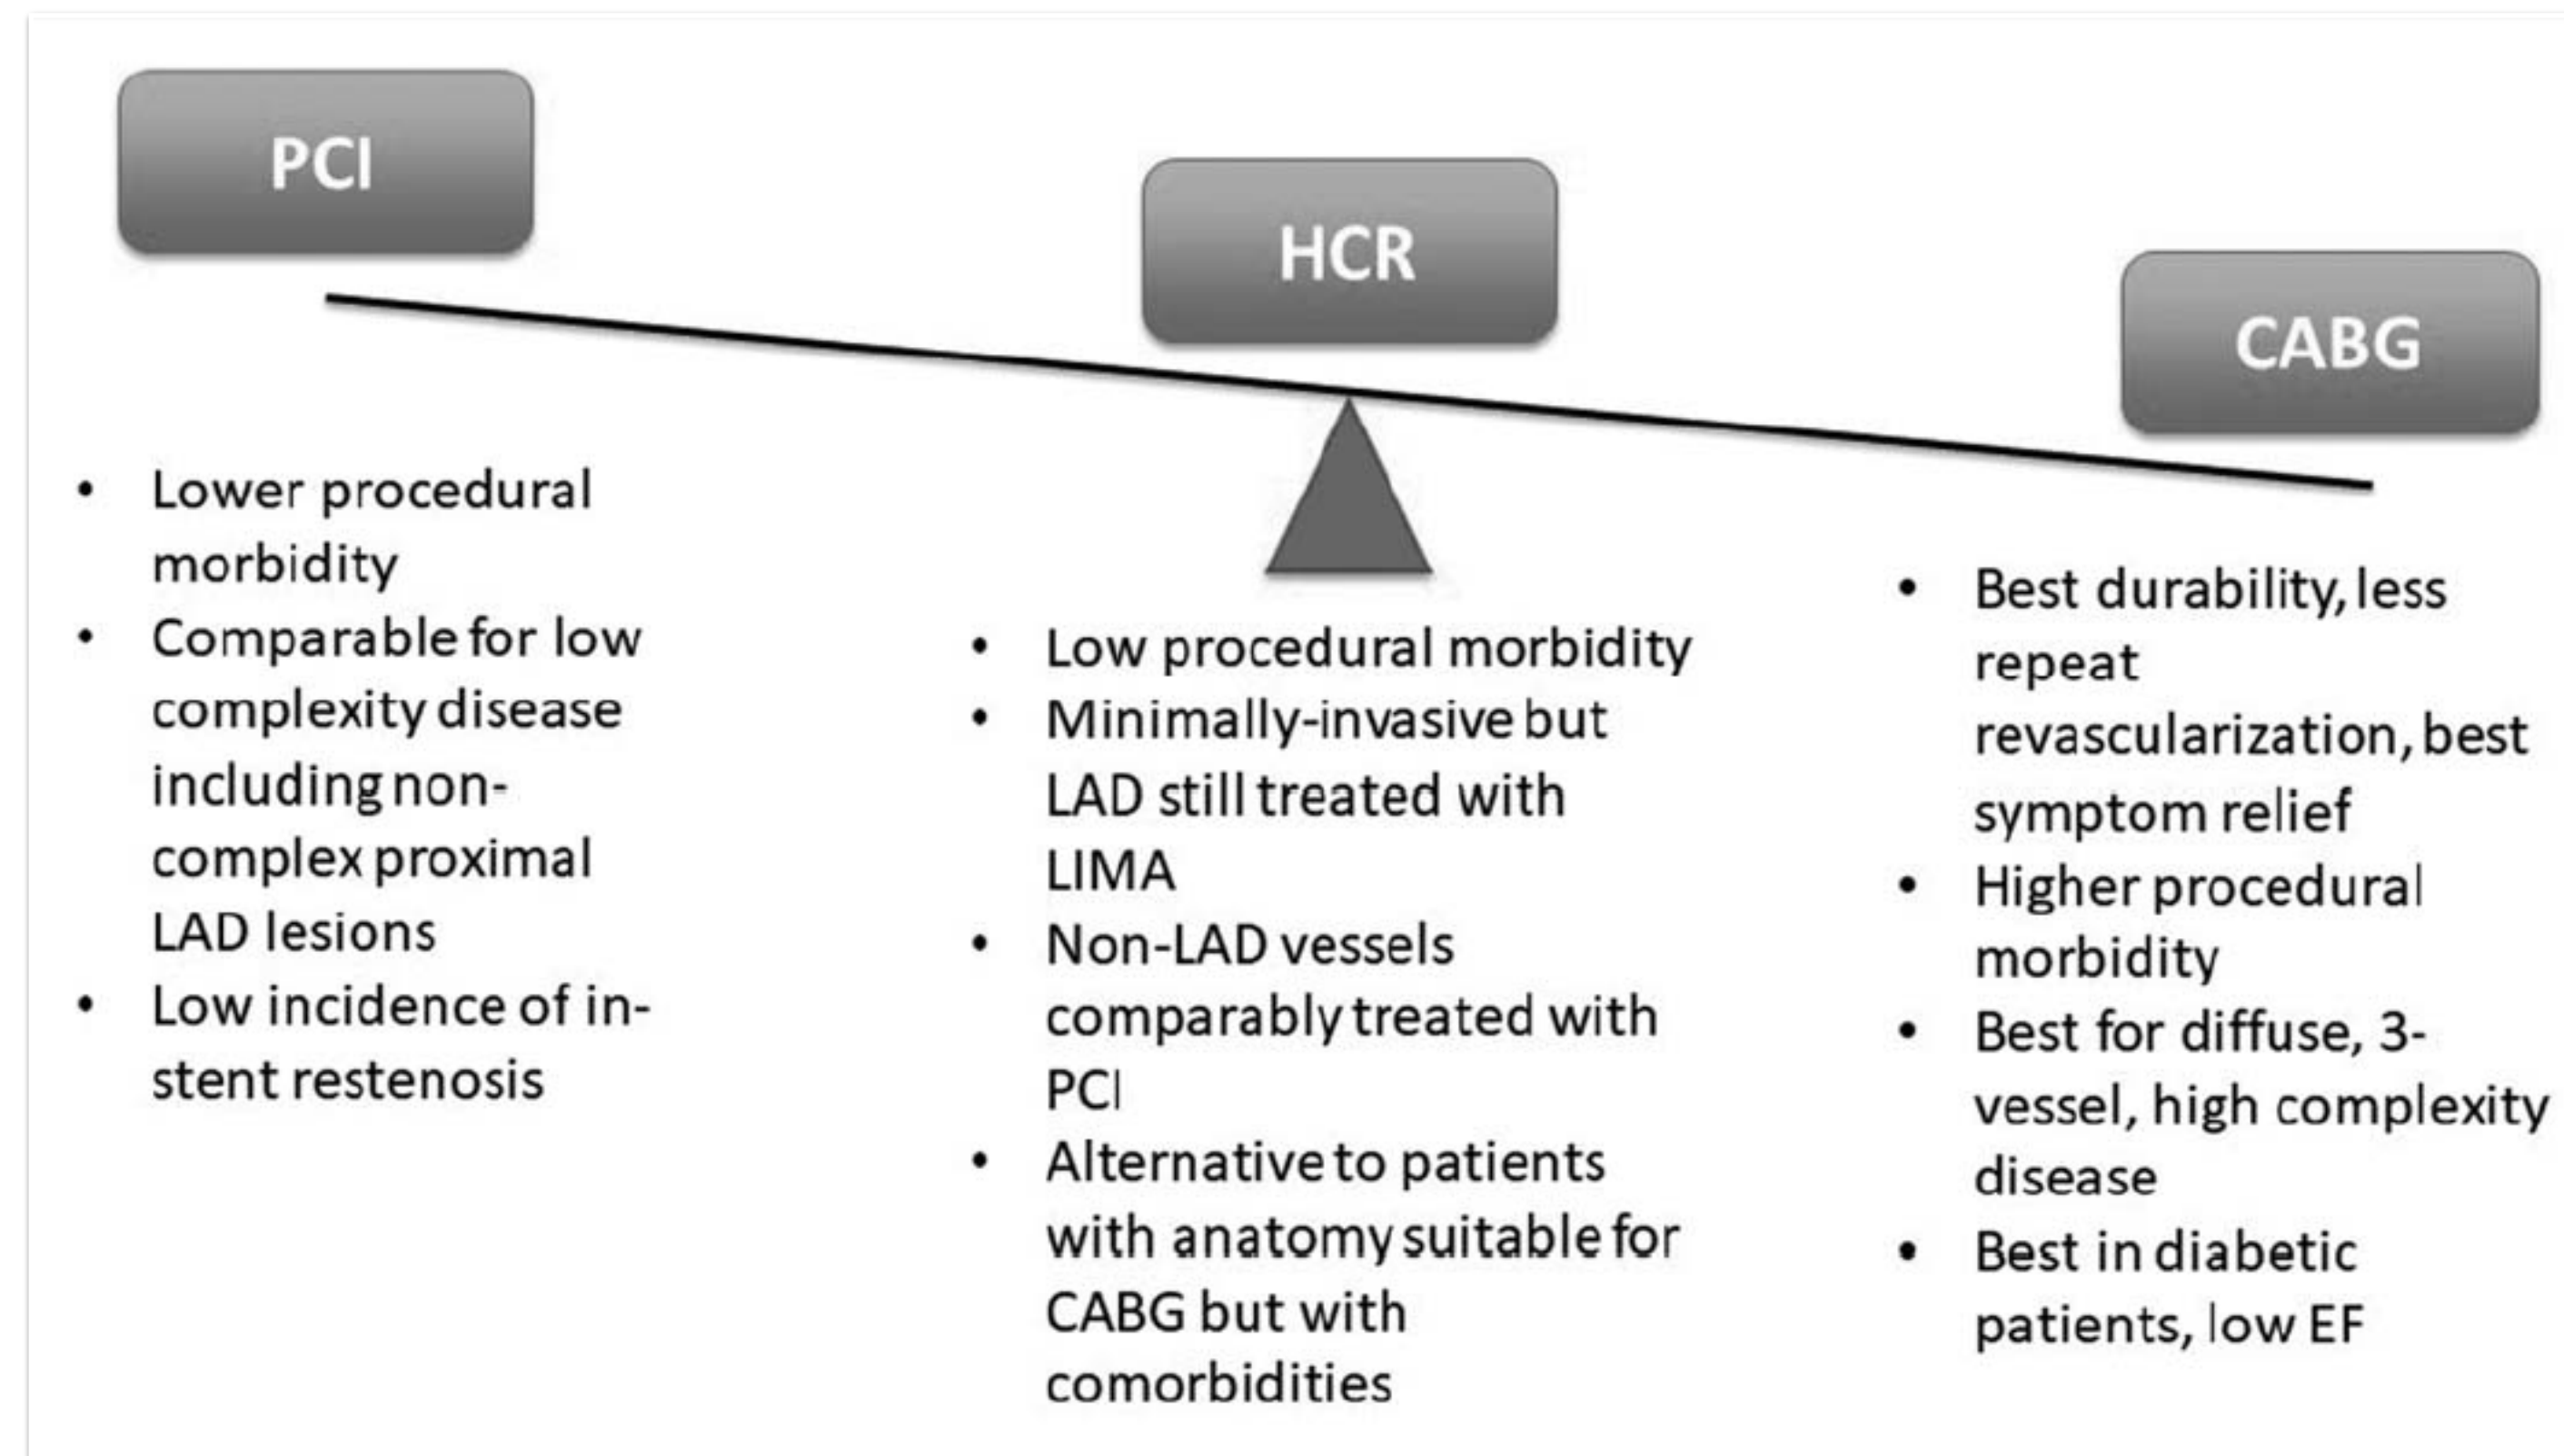 PCI
HCR
CABG
• Lower procedural
morbidity
• Comparable for low
complexity disease
including non-
complex proximal
LAD lesions
• Low incidence of in-
stent restenosis
• Low procedural morbidity
• Minimally-invasive but
LAD still treated with
LIMA
• Non-LAD vessels
comparably treated with
PCI
• Alternative to patients
with anatomy suitable for
CABG but with
comorbidities
• Best durability, less
repeat
revascularization, best
symptom relief
• Higher procedural
morbidity
• Best for diffuse, 3-
vessel, high complexity
disease
• Best in diabetic
patients, low EF